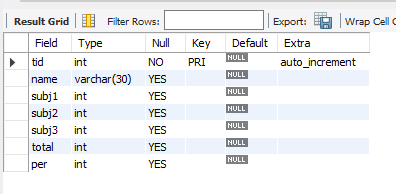 Result Grid Filter Rows: Export: Wrap Cell C
Field Type Null Key Default Extra
tid int NO PRI NULL auto_increment
name varchar(30) YES NULL
subj1 int YES NULL
subj2 int YES NULL
subj3 int YES NULL
total int YES NULL
per int YES NULL